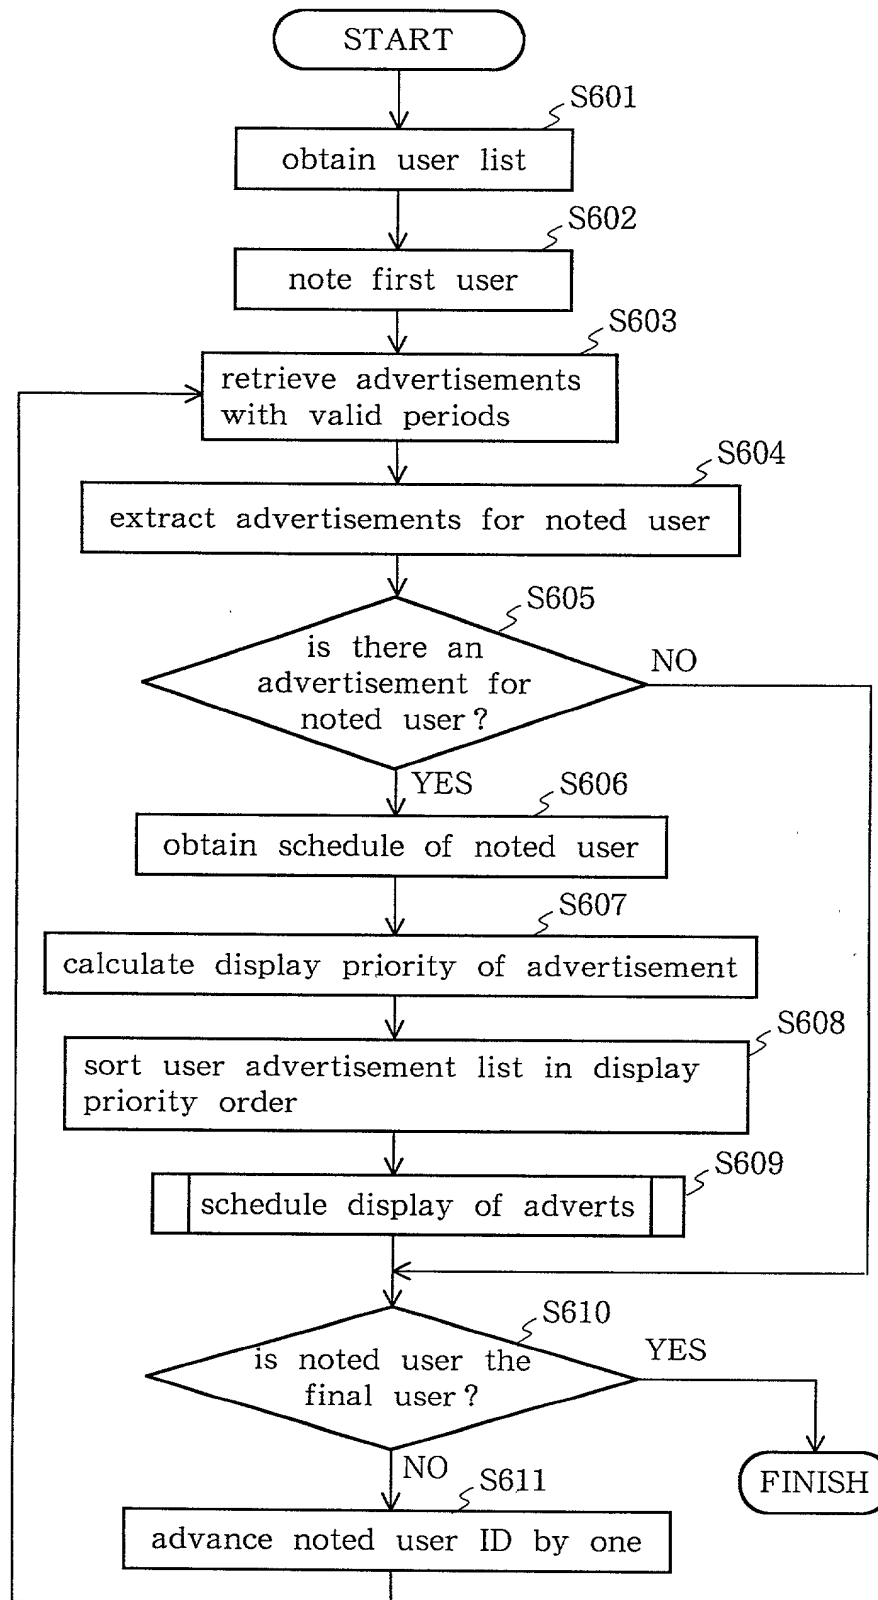 START
S601
obtain user list
S602
note first user
S603
retrieve advertisements
with valid periods
S604
extract advertisements for noted user
S605
is there an
advertisement for
noted user?
NO
YES
S606
obtain schedule of noted user
S607
calculate display priority of advertisement
S608
sort user advertisement list in display
priority order
S609
schedule display of adverts
S610
is noted user the
final user?
YES
NO
FINISH
S611
advance noted user ID by one